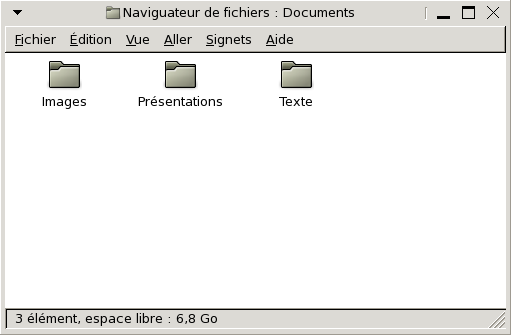 Naviguateur de fichiers : Documents
Fichier Édition Vue Aller Signets Aide
Images Présentations Texte
3 élément, espace libre : 6,8 Go